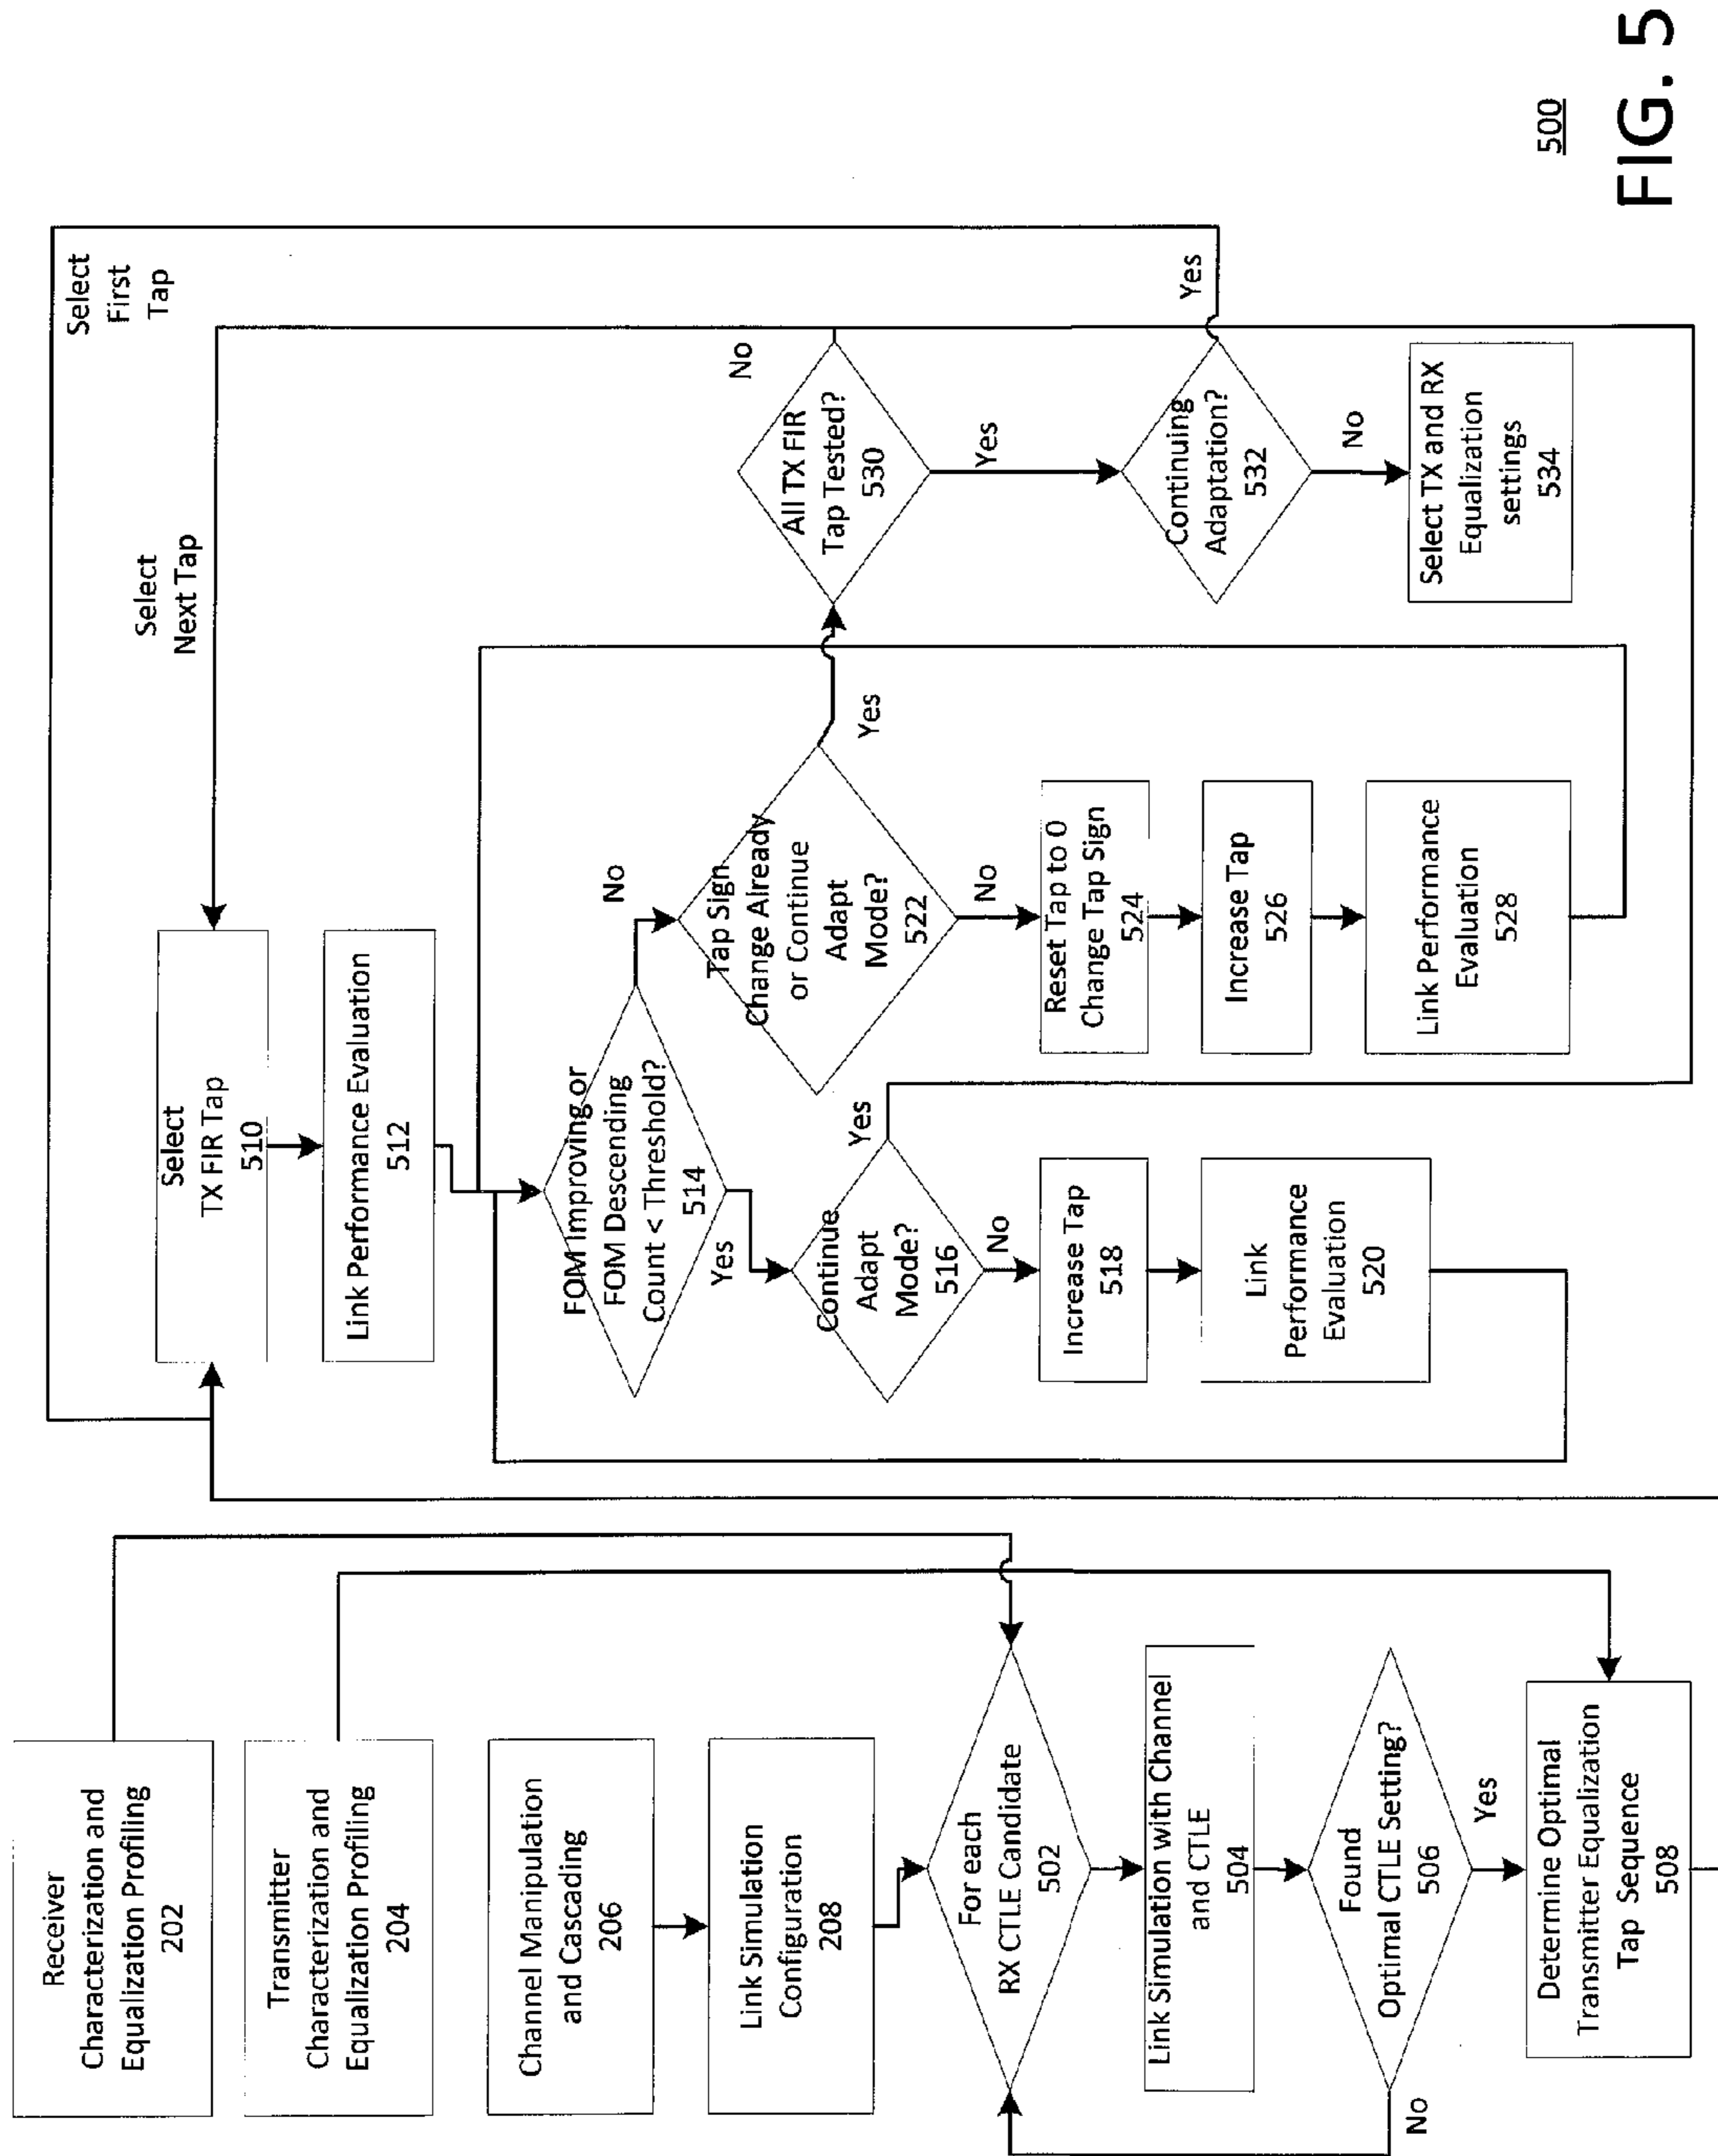 Receiver
Characterization and
Equalization Profiling
202
Transmitter
Characterization and
Equalization Profiling
204
Channel Manipulation
and Cascading
206
Link Simulation
Configuration
208
For each
RX CTLE Candidate
502
Link Simulation with Channel
and CTLE
504
Found
Optimal CTLE Setting?
506
No
Yes
Determine Optimal
Transmitter Equalization
Tap Sequence
508
Select
TX FIR Tap
510
Link Performance Evaluation
512
FOM Improving or
FOM Descending
Count < Threshold?
514
Yes
No
Continue
Adapt
Mode?
516
Yes
No
Increase Tap
518
Link
Performance
Evaluation
520
Tap Sign
Change Already
or Continue
Adapt
Mode?
522
Yes
No
Reset Tap to 0
Change Tap Sign
524
Increase Tap
526
Link Performance
Evaluation
528
Select
Next Tap
Select
First
Tap
All TX FIR
Tap Tested?
530
No
Yes
Continuing
Adaptation?
532
Yes
No
Select TX and RX
Equalization
settings
534
500
FIG. 5